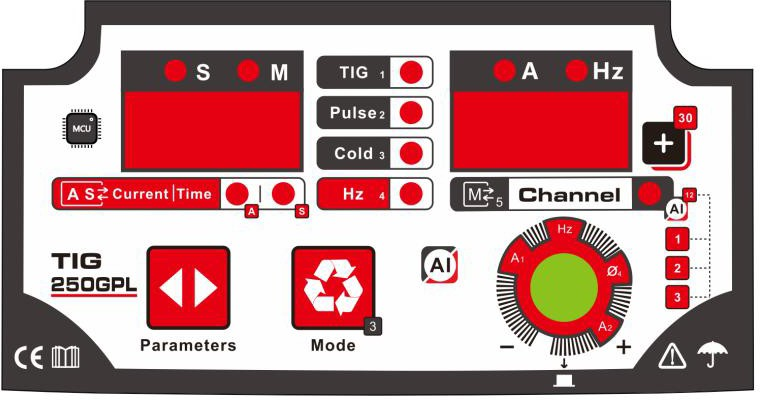 S M
TIG 1
A Hz
Pulse 2
MCU
30
+
Cold 3
A S Current | Time
A
S
Hz 4
M 5 Channel
12
AI
1
2
3
TIG
250GPL
Parameters
Mode
3
AI
Hz
A1
Ø4
A2
− +
CE